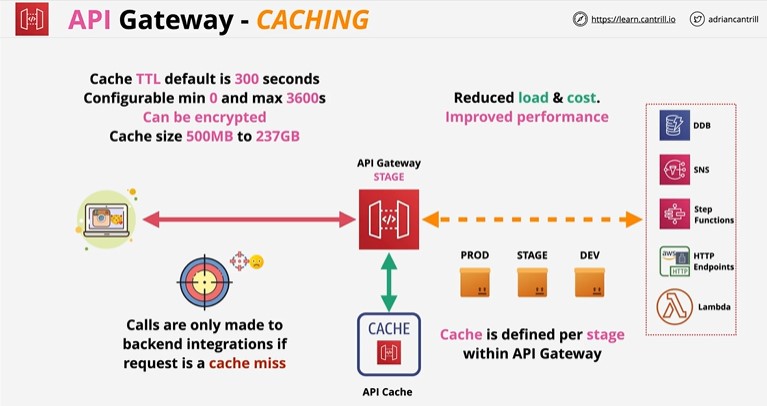 API Gateway - CACHING
https://learn.cantrill.io
adriancantrill
Cache TTL default is 300 seconds
Configurable min 0 and max 3600s
Can be encrypted
Cache size 500MB to 237GB
Reduced load & cost.
Improved performance
API Gateway
STAGE
DDB
SNS
Step
Functions
aws
HTTP
HTTP
Endpoints
Lambda
PROD
STAGE
DEV
Calls are only made to
backend integrations if
request is a cache miss
CACHE
API Cache
Cache is defined per stage
within API Gateway